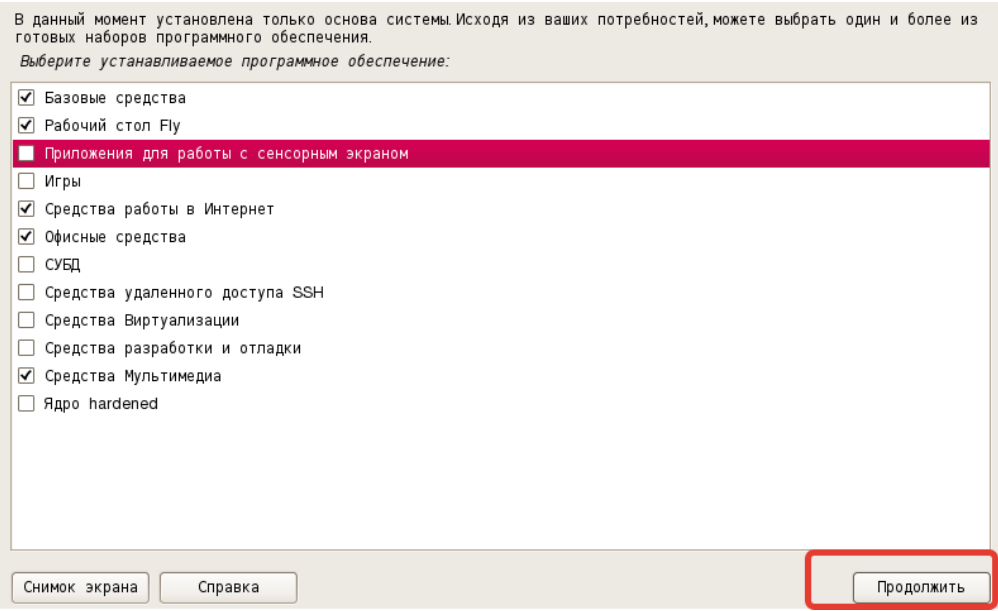 В данный момент установлена только основа системы. Исходя из ваших потребностей, можете выбрать один и более из
готовых наборов программного обеспечения.
Выберите устанавливаемое программное обеспечение:
Базовые средства
Рабочий стол Fly
Приложения для работы с сенсорным экраном
Игры
Средства работы в Интернет
Офисные средства
СУБД
Средства удаленного доступа SSH
Средства Виртуализации
Средства разработки и отладки
Средства Мультимедиа
Ядро hardened
Снимок экрана Справка Продолжить